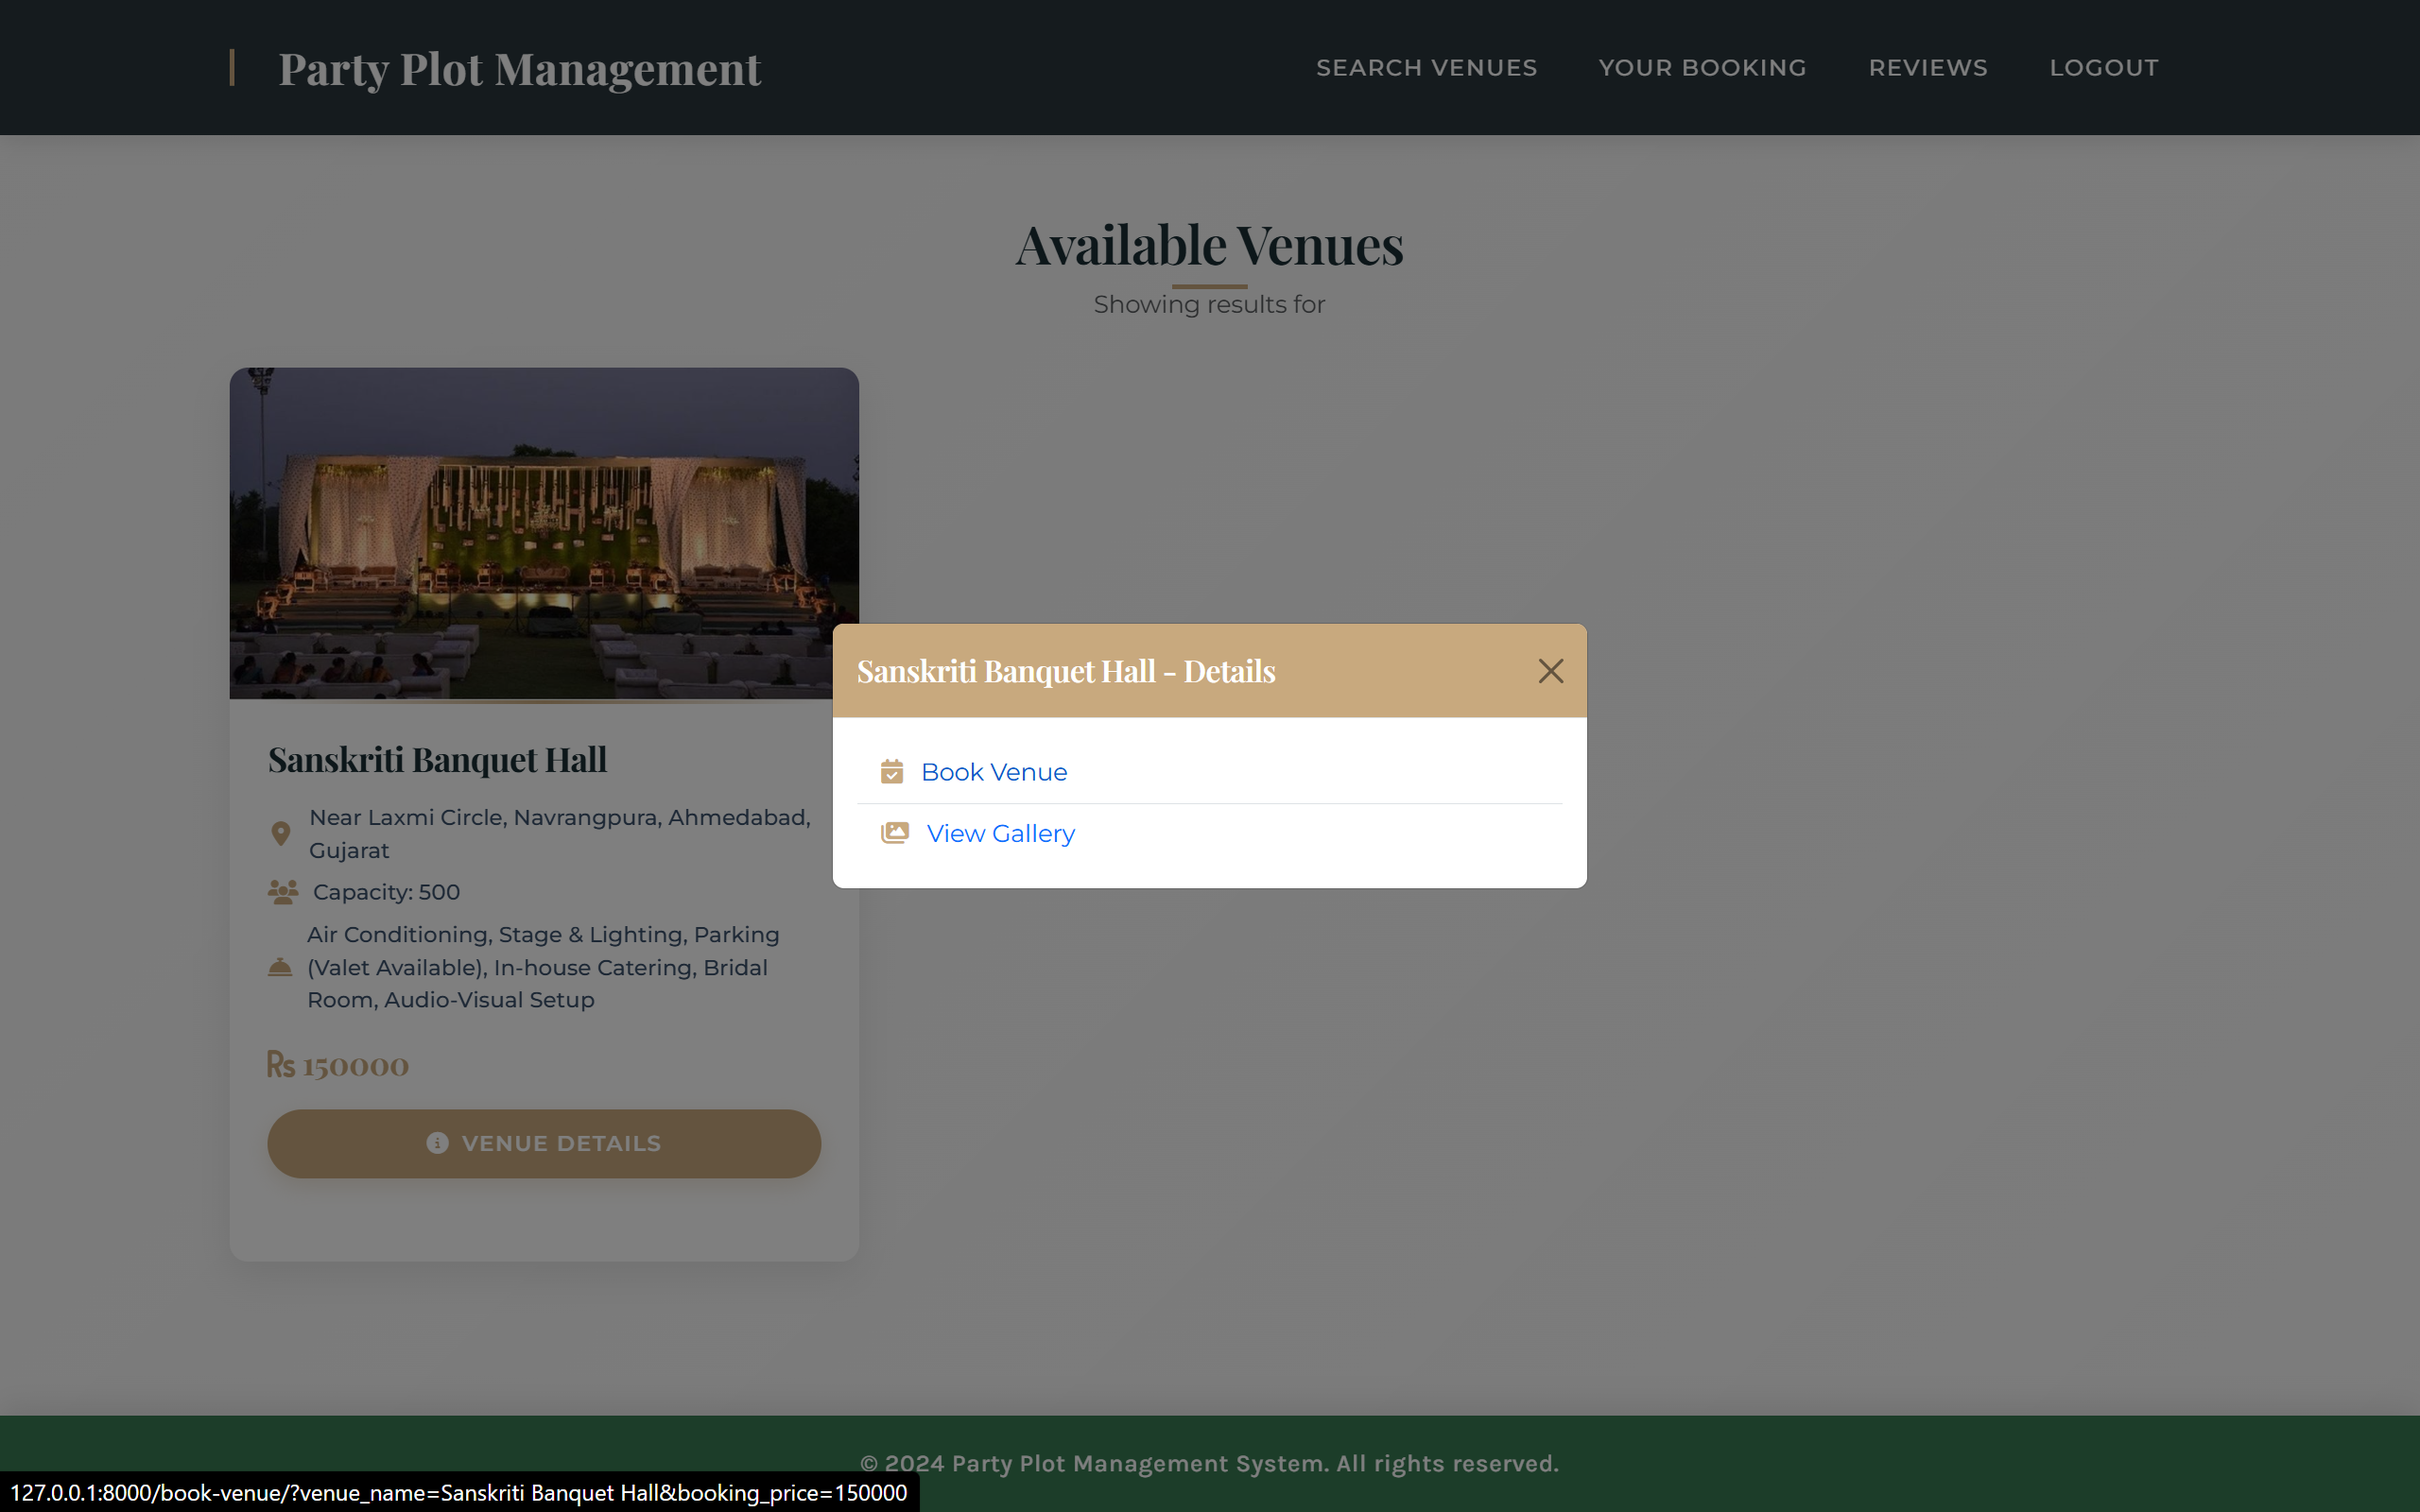 Party Plot Management
SEARCH VENUES
YOUR BOOKING
REVIEWS
LOGOUT
Available Venues
Showing results for
Sanskriti Banquet Hall
Near Laxmi Circle, Navrangpura, Ahmedabad,
Gujarat
Capacity: 500
Air Conditioning, Stage & Lighting, Parking
(Valet Available), In-house Catering, Bridal
Room, Audio-Visual Setup
₨ 150000
VENUE DETAILS
Sanskriti Banquet Hall - Details
Book Venue
View Gallery
© 2024 Party Plot Management System. All rights reserved.
127.0.0.1:8000/book-venue/?venue_name=Sanskriti Banquet Hall&booking_price=150000